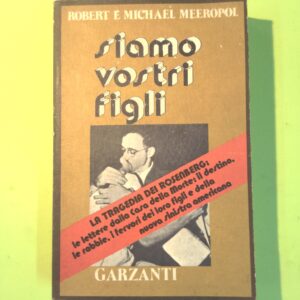 ROBERT E MICHAEL MEEROPOL
siamo
vostri
figli
LA TRAGEDIA DEI ROSENBERG:
le lettere dalla Casa della Morte; il destino,
le rabbie, i fervori dei loro figli e della
nuova sinistra americana
GARZANTI